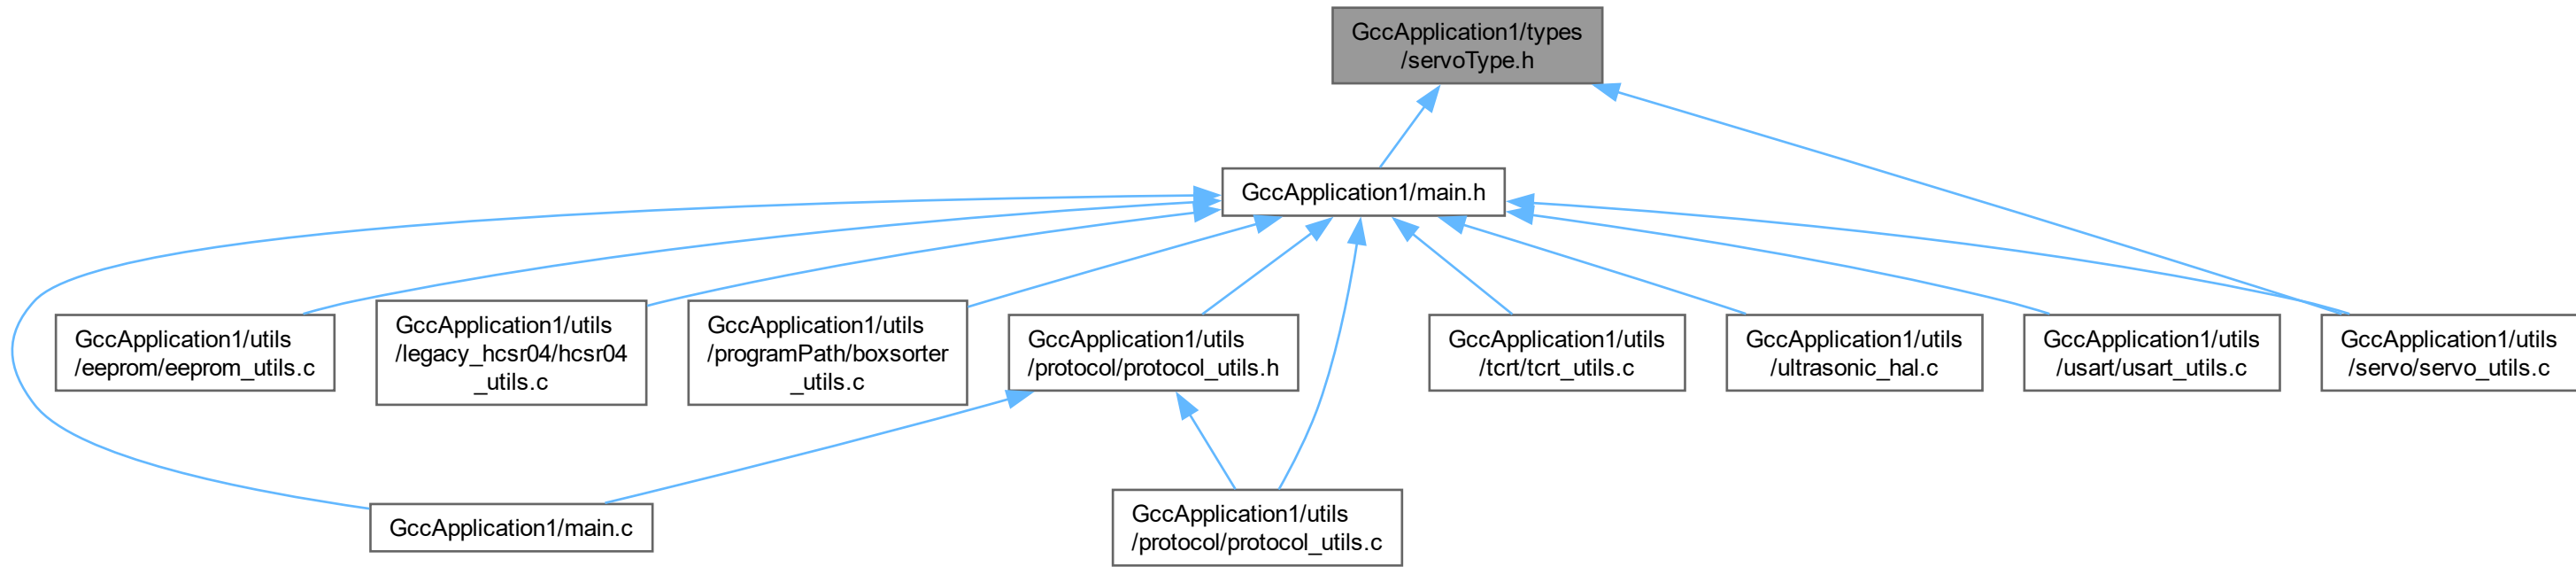 GccApplication1/types
/servoType.h
GccApplication1/main.h
GccApplication1/utils
/eeprom/eeprom_utils.c
GccApplication1/utils
/legacy_hcsr04/hcsr04
_utils.c
GccApplication1/utils
/programPath/boxsorter
_utils.c
GccApplication1/utils
/protocol/protocol_utils.h
GccApplication1/utils
/tcrt/tcrt_utils.c
GccApplication1/utils
/ultrasonic_hal.c
GccApplication1/utils
/usart/usart_utils.c
GccApplication1/utils
/servo/servo_utils.c
GccApplication1/main.c
GccApplication1/utils
/protocol/protocol_utils.c